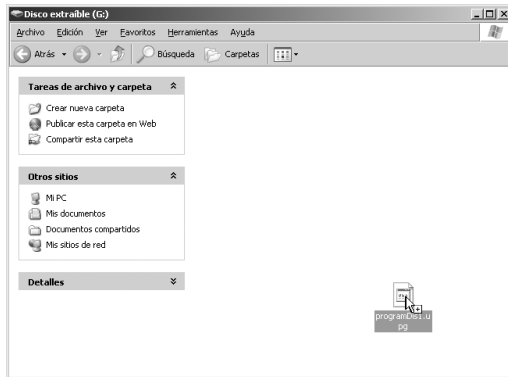 Disco extraíble (G:)
Archivo Edición Ver Favoritos Herramientas Ayuda
Atrás Búsqueda Carpetas
Tareas de archivo y carpeta
Crear nueva carpeta
Publicar esta carpeta en Web
Compartir esta carpeta
Otros sitios
Mi PC
Mis documentos
Documentos compartidos
Mis sitios de red
Detalles